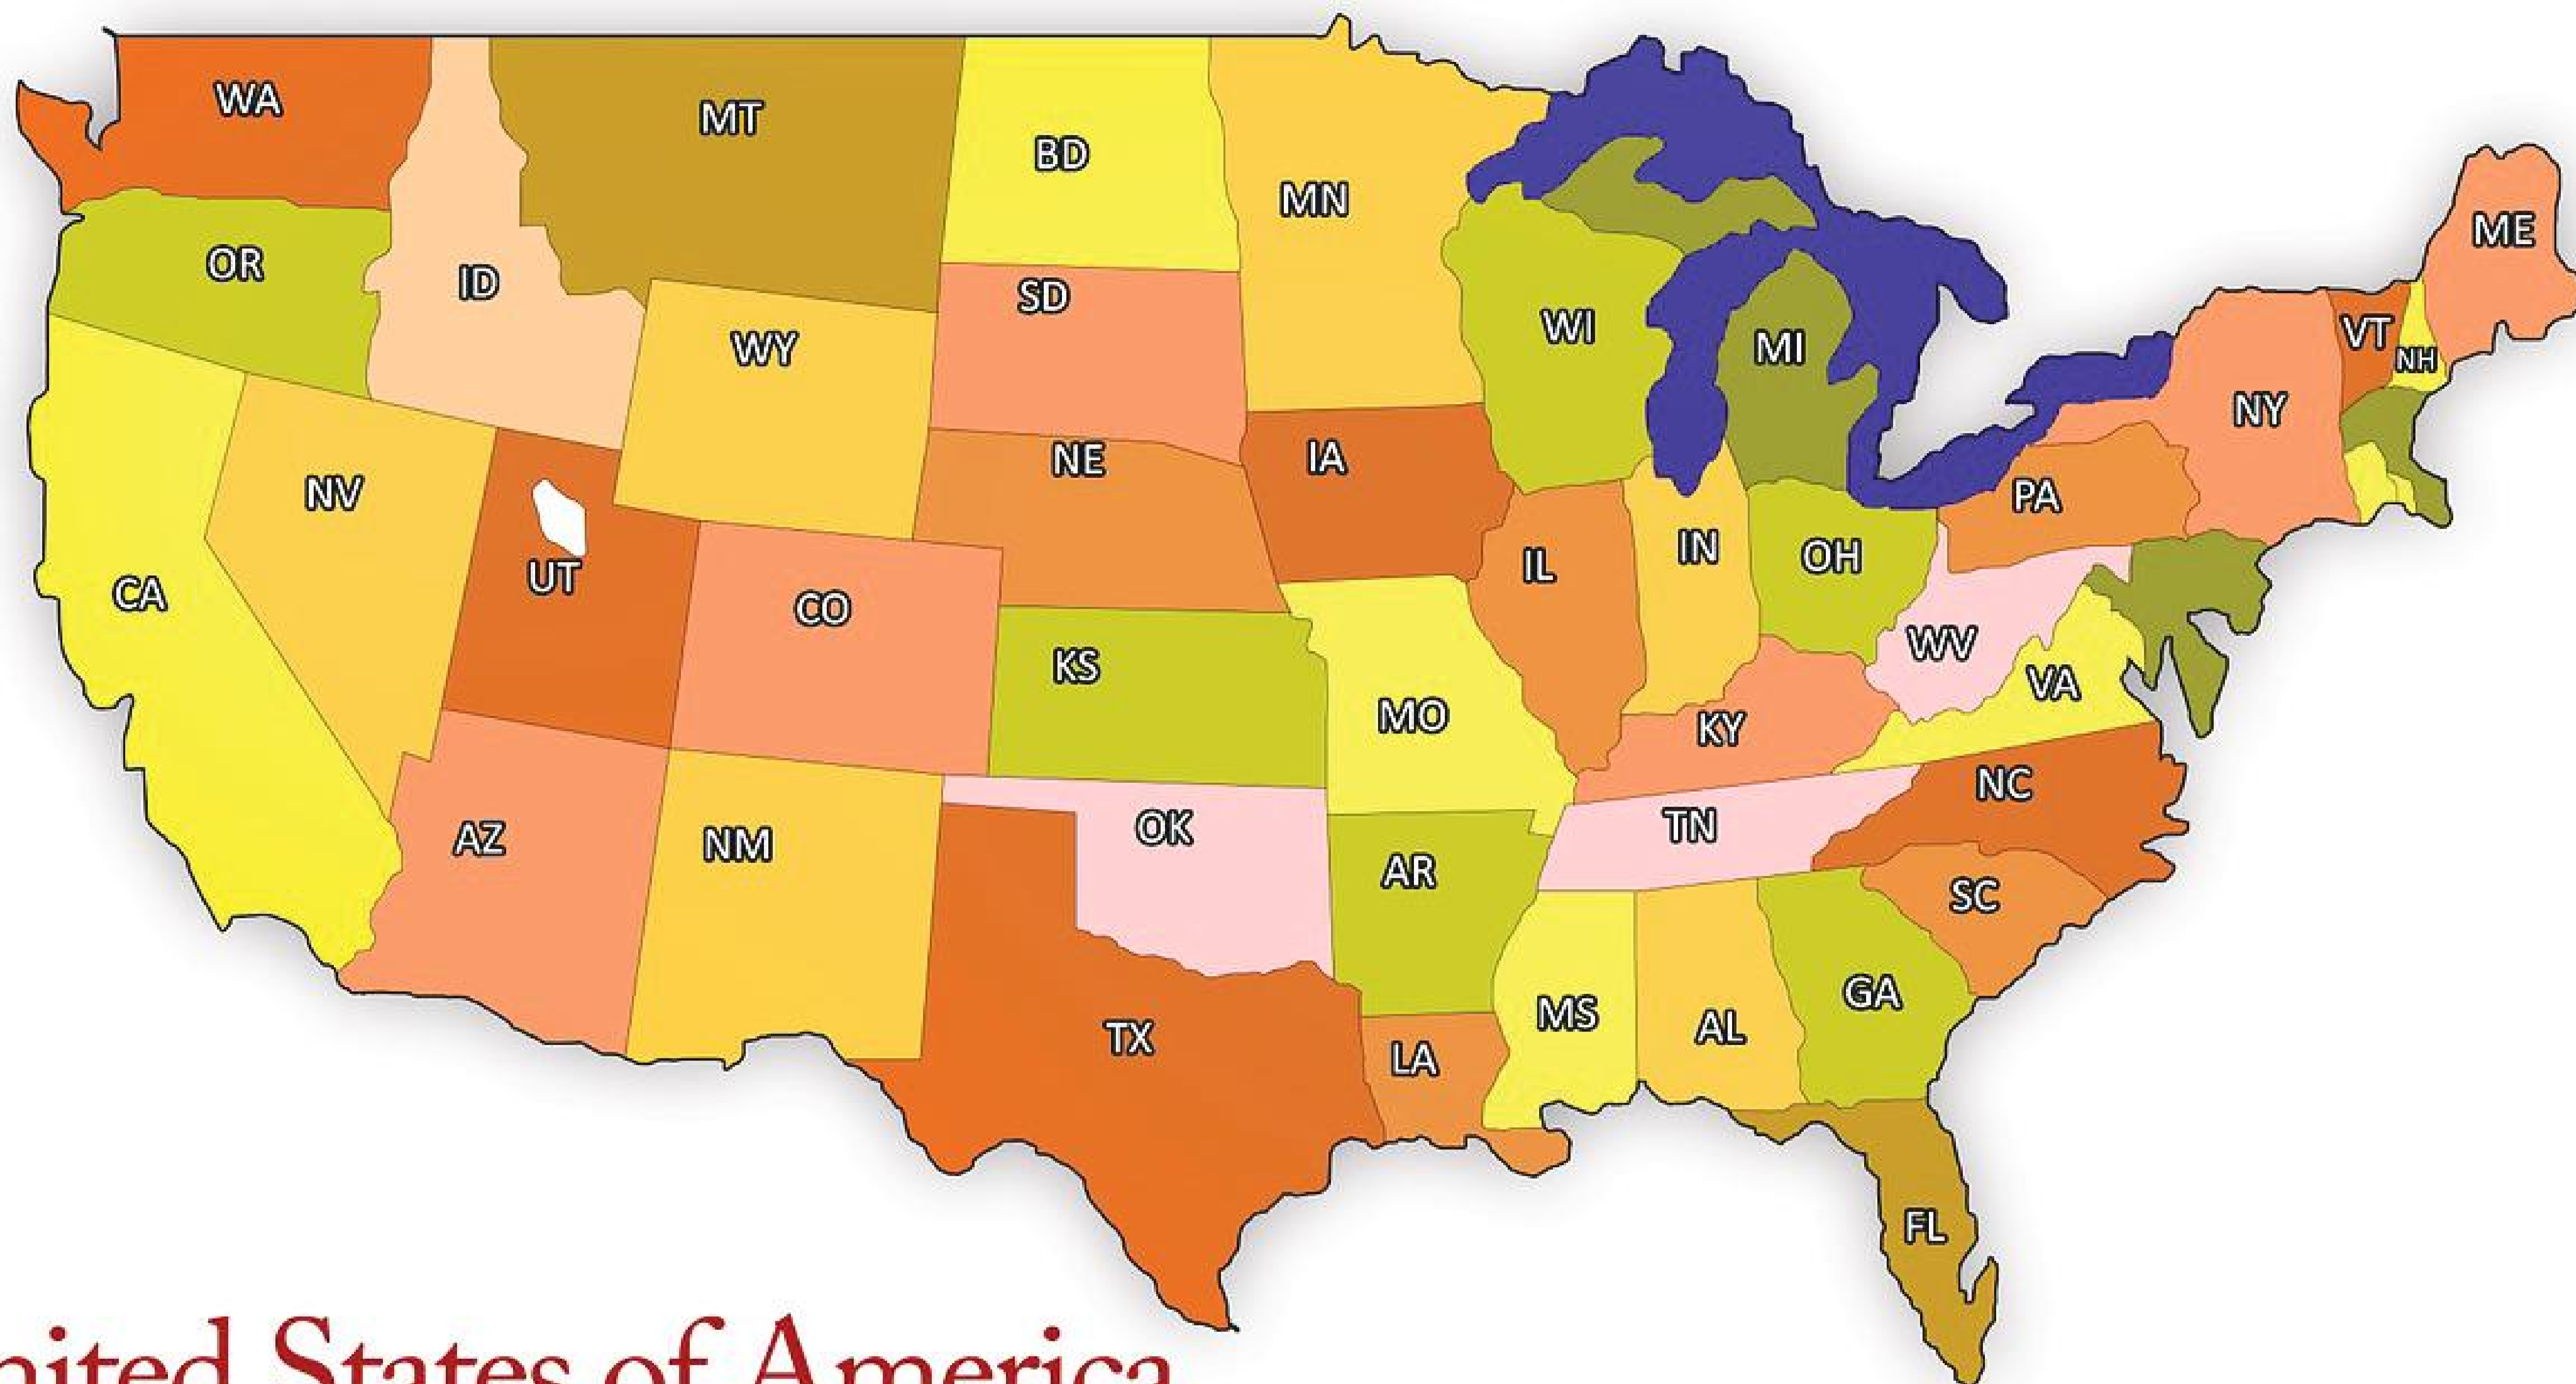 WA
MT
BD
MN
ME
OR
ID
SD
WI
MI
VT
NH
WY
NY
NE
IA
NV
PA
IN
OH
IL
UT
CA
CO
WV
KS
VA
MO
KY
NC
TN
OK
AZ
NM
AR
SC
GA
MS
AL
TX
LA
FL
nited States of America